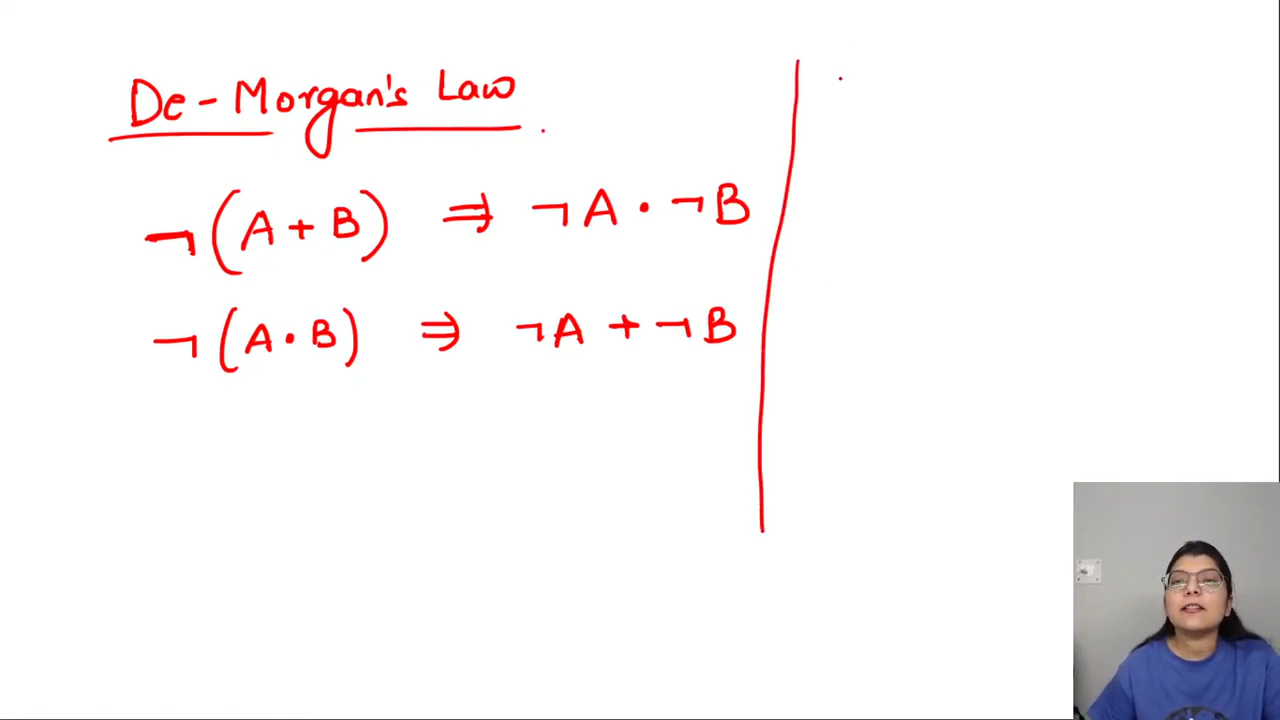 De-Morgan's Law
¬(A + B) ⇒ ¬A · ¬B
¬(A · B) ⇒ ¬A + ¬B